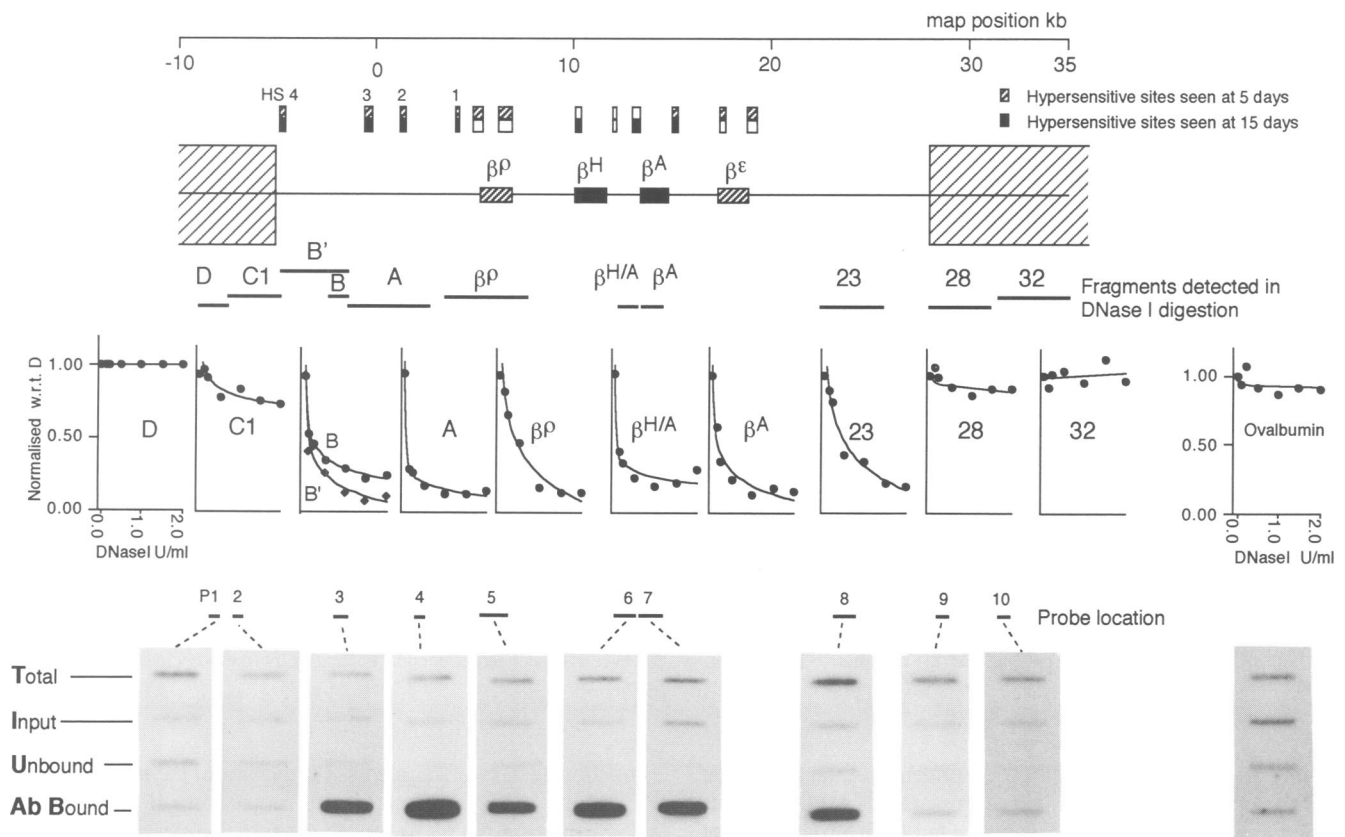 map position kb
-10 0 10 20 30 35
HS 4 3 2 1
Hypersensitive sites seen at 5 days
Hypersensitive sites seen at 15 days
βρ βH βA βε
D C1 B' B A βρ βH/A βA 23 28 32
Fragments detected in
DNase I digestion
Normalised w.r.t. D
1.00
0.50
0.00
D C1 B B' A βρ βH/A βA 23 28 32
0.0 1.0 2.0
DNaseI U/ml
1.00
0.50
0.00
Ovalbumin
0.0 1.0 2.0
DNaseI U/ml
P1 2 3 4 5 6 7 8 9 10 Probe location
Total
Input
Unbound
Ab Bound